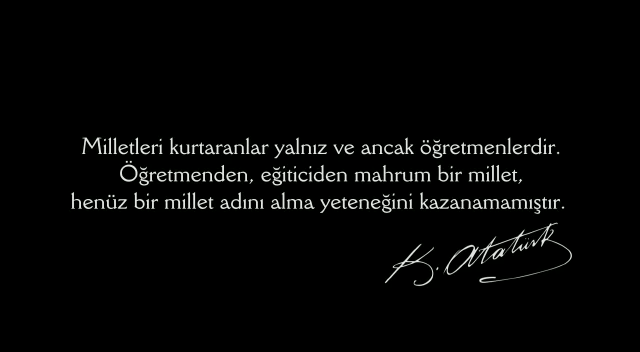 Milletleri kurtaranlar yalnız ve ancak öğretmenlerdir.
Öğretmenden, eğiticiden mahrum bir millet,
henüz bir millet adını alma yeteneğini kazanamamıştır.
K. Atatürk